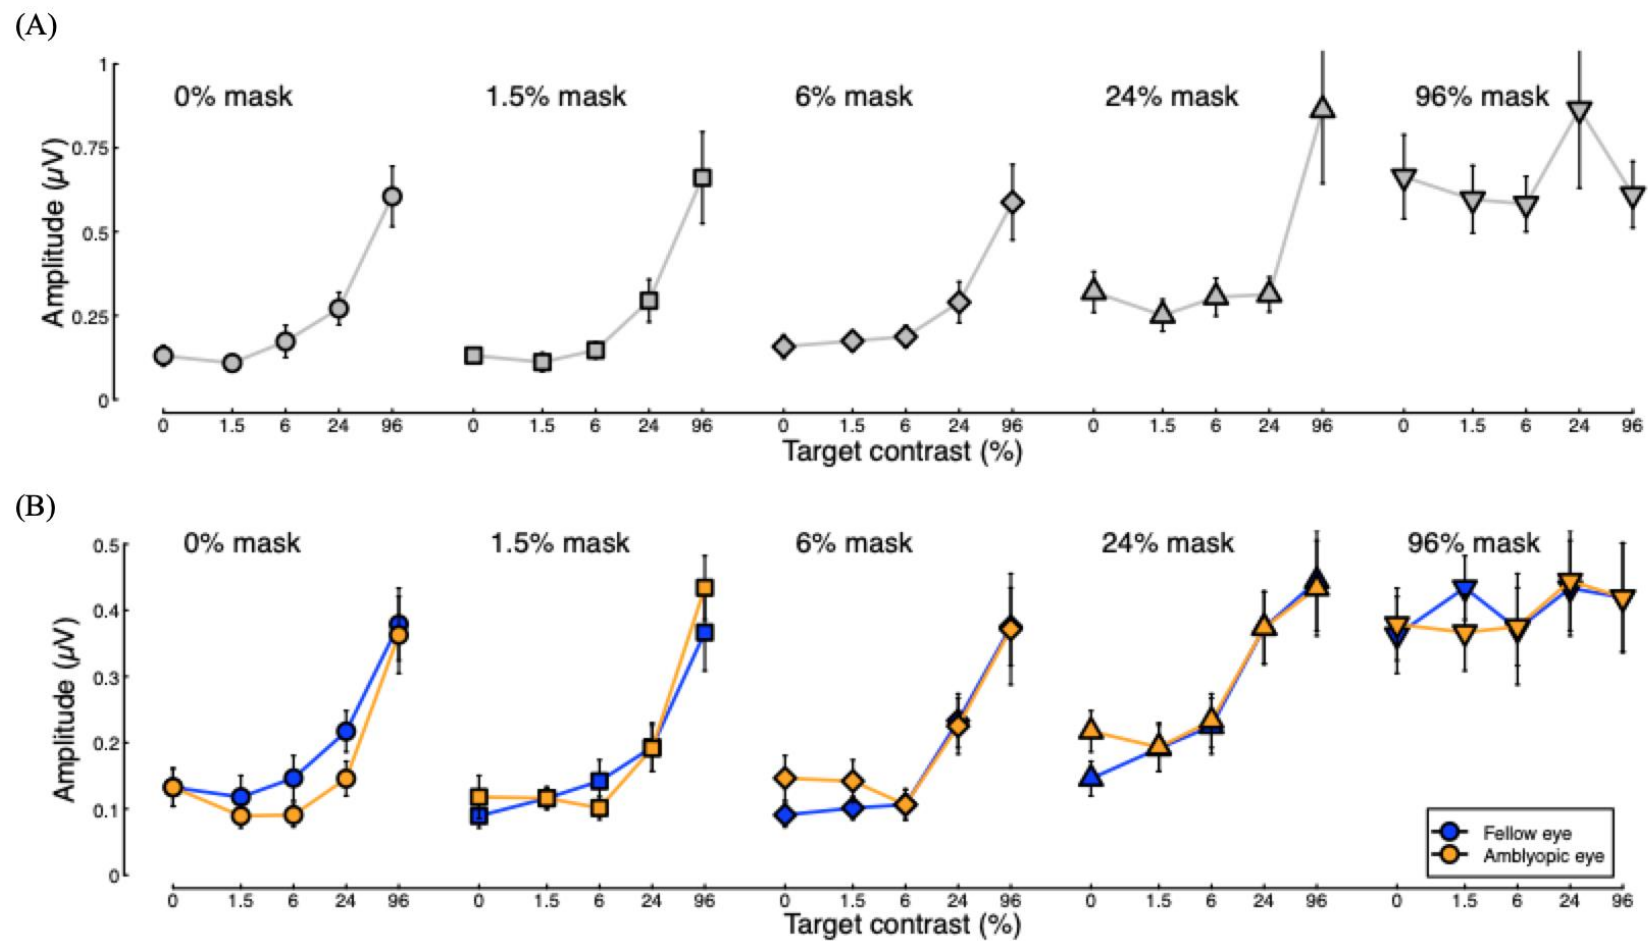 (A)
1
0% mask
1.5% mask
6% mask
24% mask
96% mask
0.75
Amplitude (µV)
0.5
0.25
0
0 1.5 6 24 96
0 1.5 6 24 96
0 1.5 6 24 96
0 1.5 6 24 96
0 1.5 6 24 96
Target contrast (%)
(B)
0.5
0% mask
1.5% mask
6% mask
24% mask
96% mask
0.4
Amplitude (µV)
0.3
0.2
0.1
0
Fellow eye
Amblyopic eye
0 1.5 6 24 96
0 1.5 6 24 96
0 1.5 6 24 96
0 1.5 6 24 96
0 1.5 6 24 96
Target contrast (%)